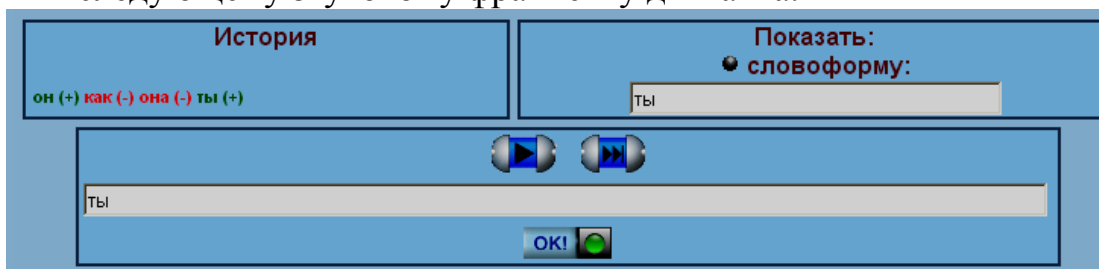 История
он (+) как (-) она (-) ты (+)
Показать:
словоформу:
ты
ты
OK!